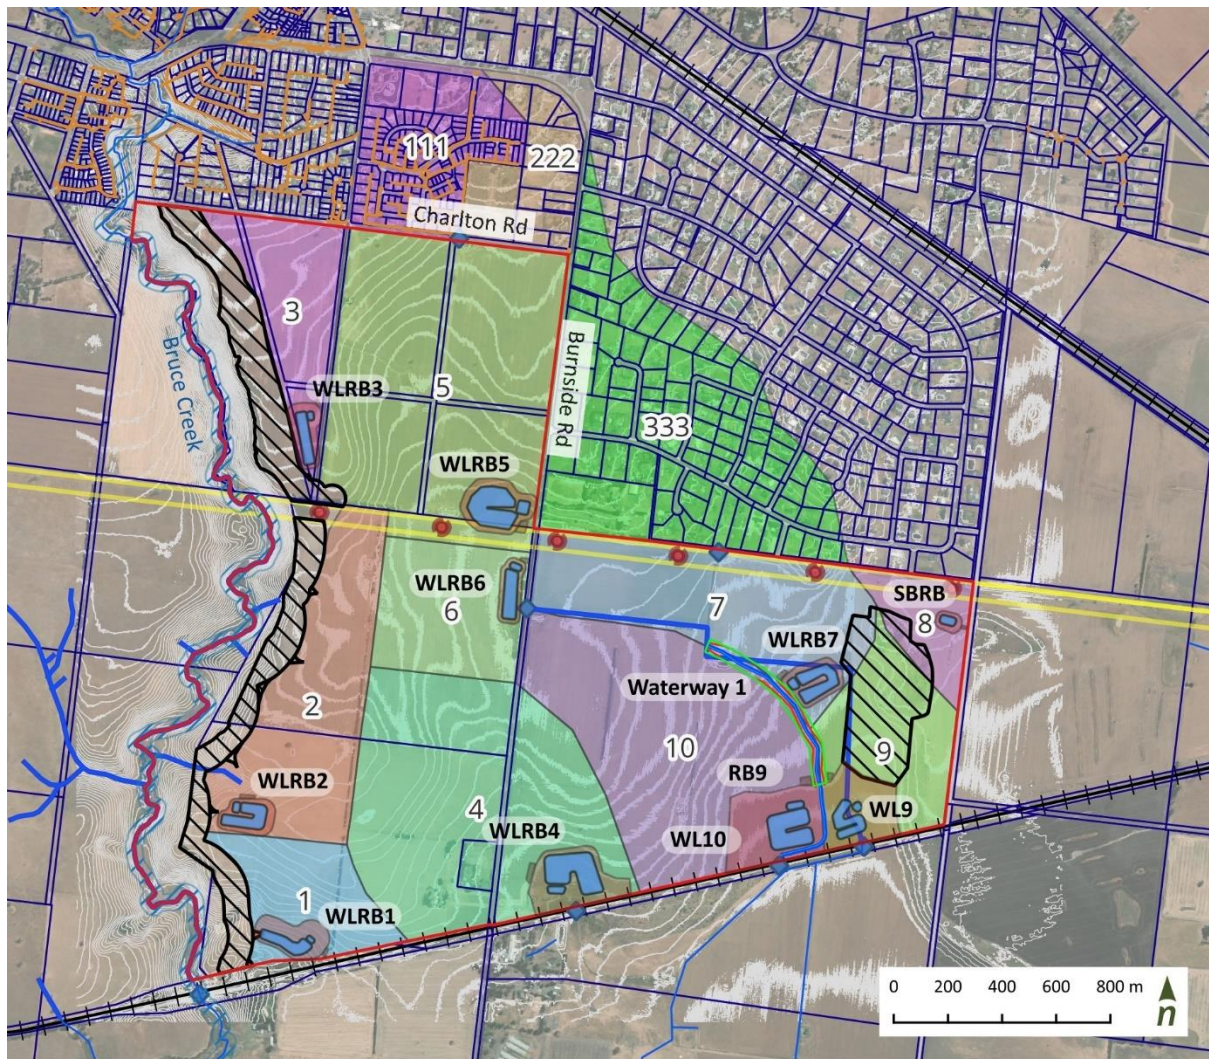 111
222
Charlton Rd
3
Bruce Creek
WLRB3
5
Burnside Rd
333
WLRB5
WLRB6
6
7
SBRB
8
WLRB7
Waterway 1
2
10
9
WLRB2
RB9
4
WL9
WLRB4
WL10
1
WLRB1
0 200 400 600 800 m
n